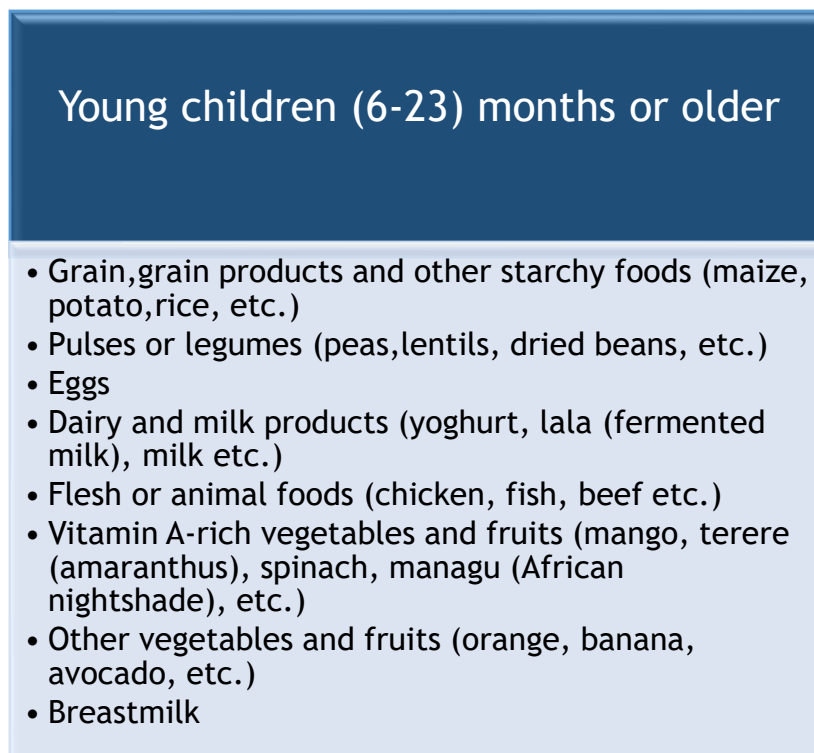 Young children (6-23) months or older
• Grain,grain products and other starchy foods (maize,
potato,rice, etc.)
• Pulses or legumes (peas,lentils, dried beans, etc.)
• Eggs
• Dairy and milk products (yoghurt, lala (fermented
milk), milk etc.)
• Flesh or animal foods (chicken, fish, beef etc.)
• Vitamin A-rich vegetables and fruits (mango, terere
(amaranthus), spinach, managu (African
nightshade), etc.)
• Other vegetables and fruits (orange, banana,
avocado, etc.)
• Breastmilk